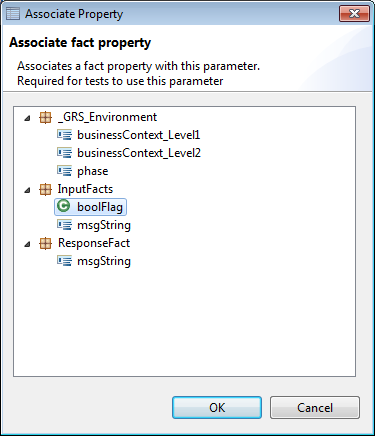 Associate Property
Associate fact property
Associates a fact property with this parameter.
Required for tests to use this parameter
_GRS_Environment
businessContext_Level1
businessContext_Level2
phase
InputFacts
boolFlag
msgString
ResponseFact
msgString
OK
Cancel